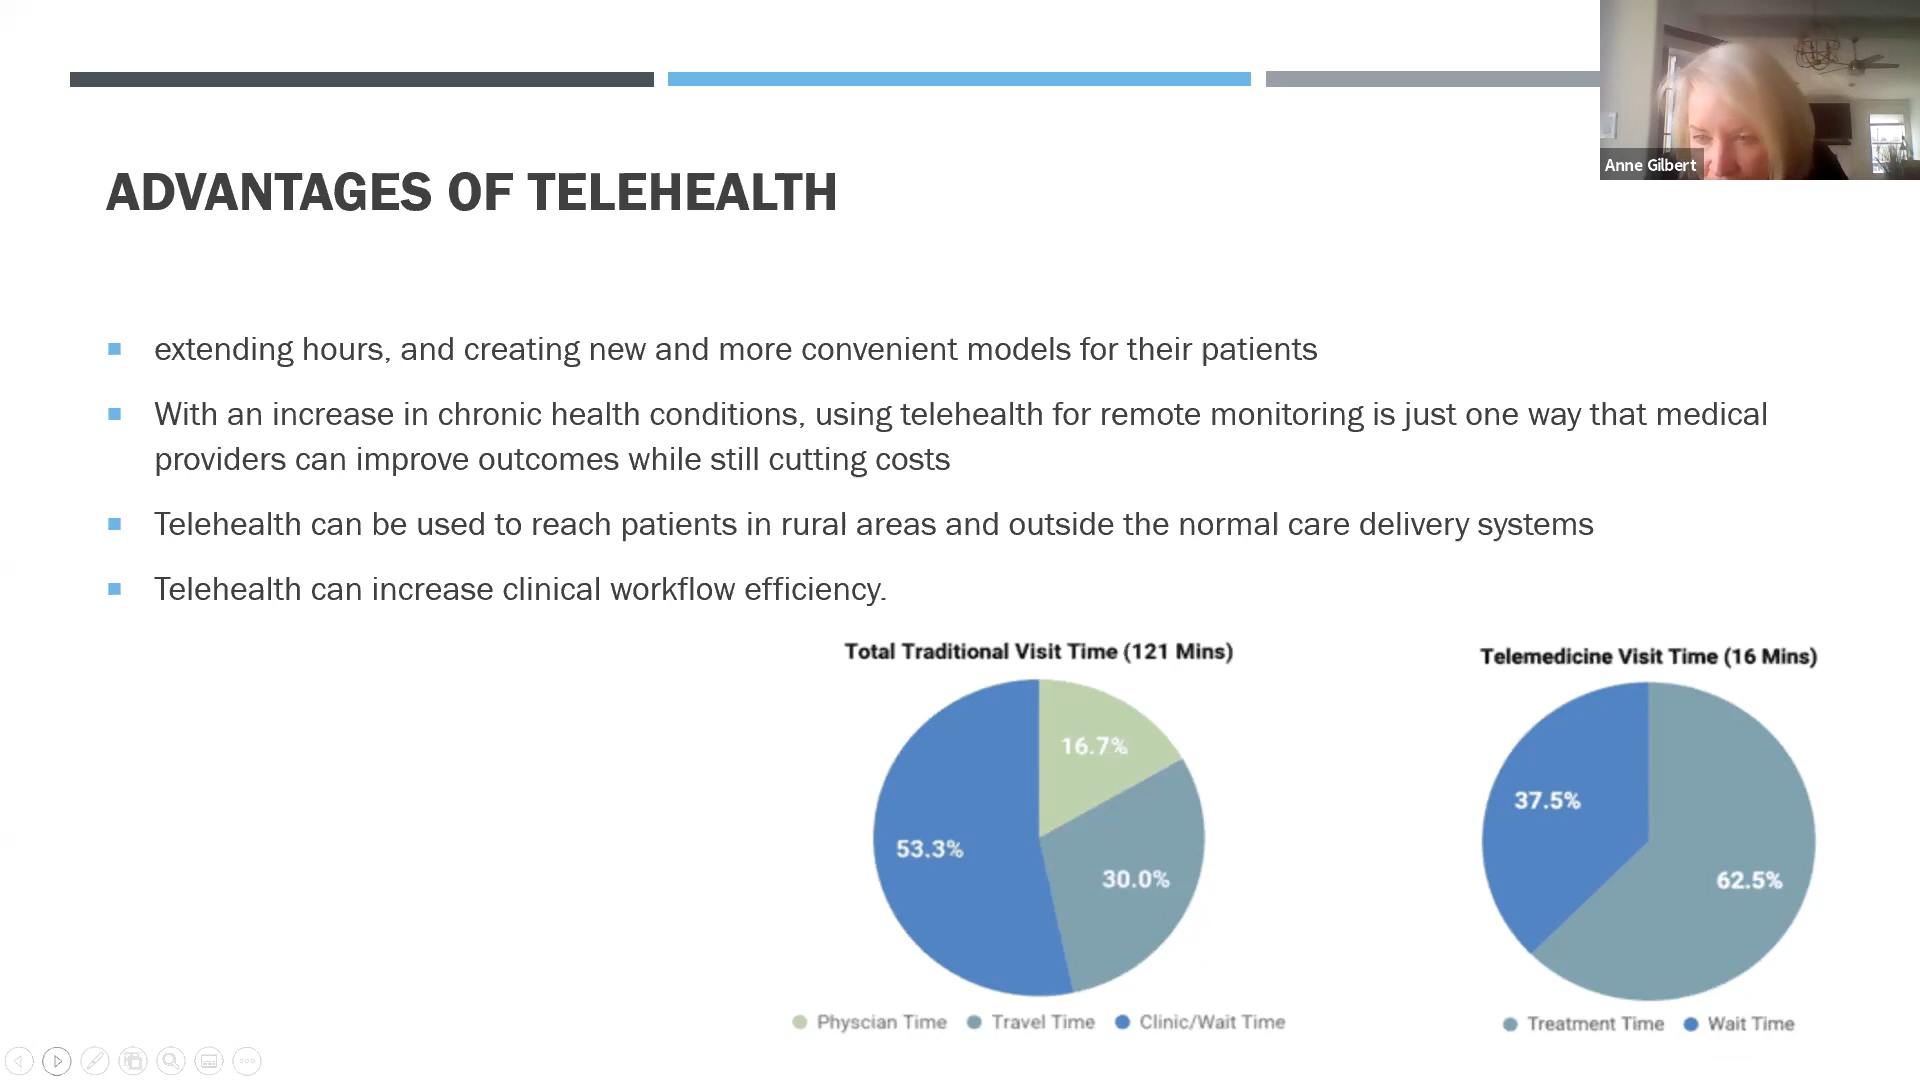 Anne Gilbert
ADVANTAGES OF TELEHEALTH
extending hours, and creating new and more convenient models for their patients
With an increase in chronic health conditions, using telehealth for remote monitoring is just one way that medical
providers can improve outcomes while still cutting costs
Telehealth can be used to reach patients in rural areas and outside the normal care delivery systems
Telehealth can increase clinical workflow efficiency.
Total Traditional Visit Time (121 Mins)
16.7%
53.3%
30.0%
Physcian Time Travel Time Clinic/Wait Time
Telemedicine Visit Time (16 Mins)
37.5%
62.5%
Treatment Time Wait Time